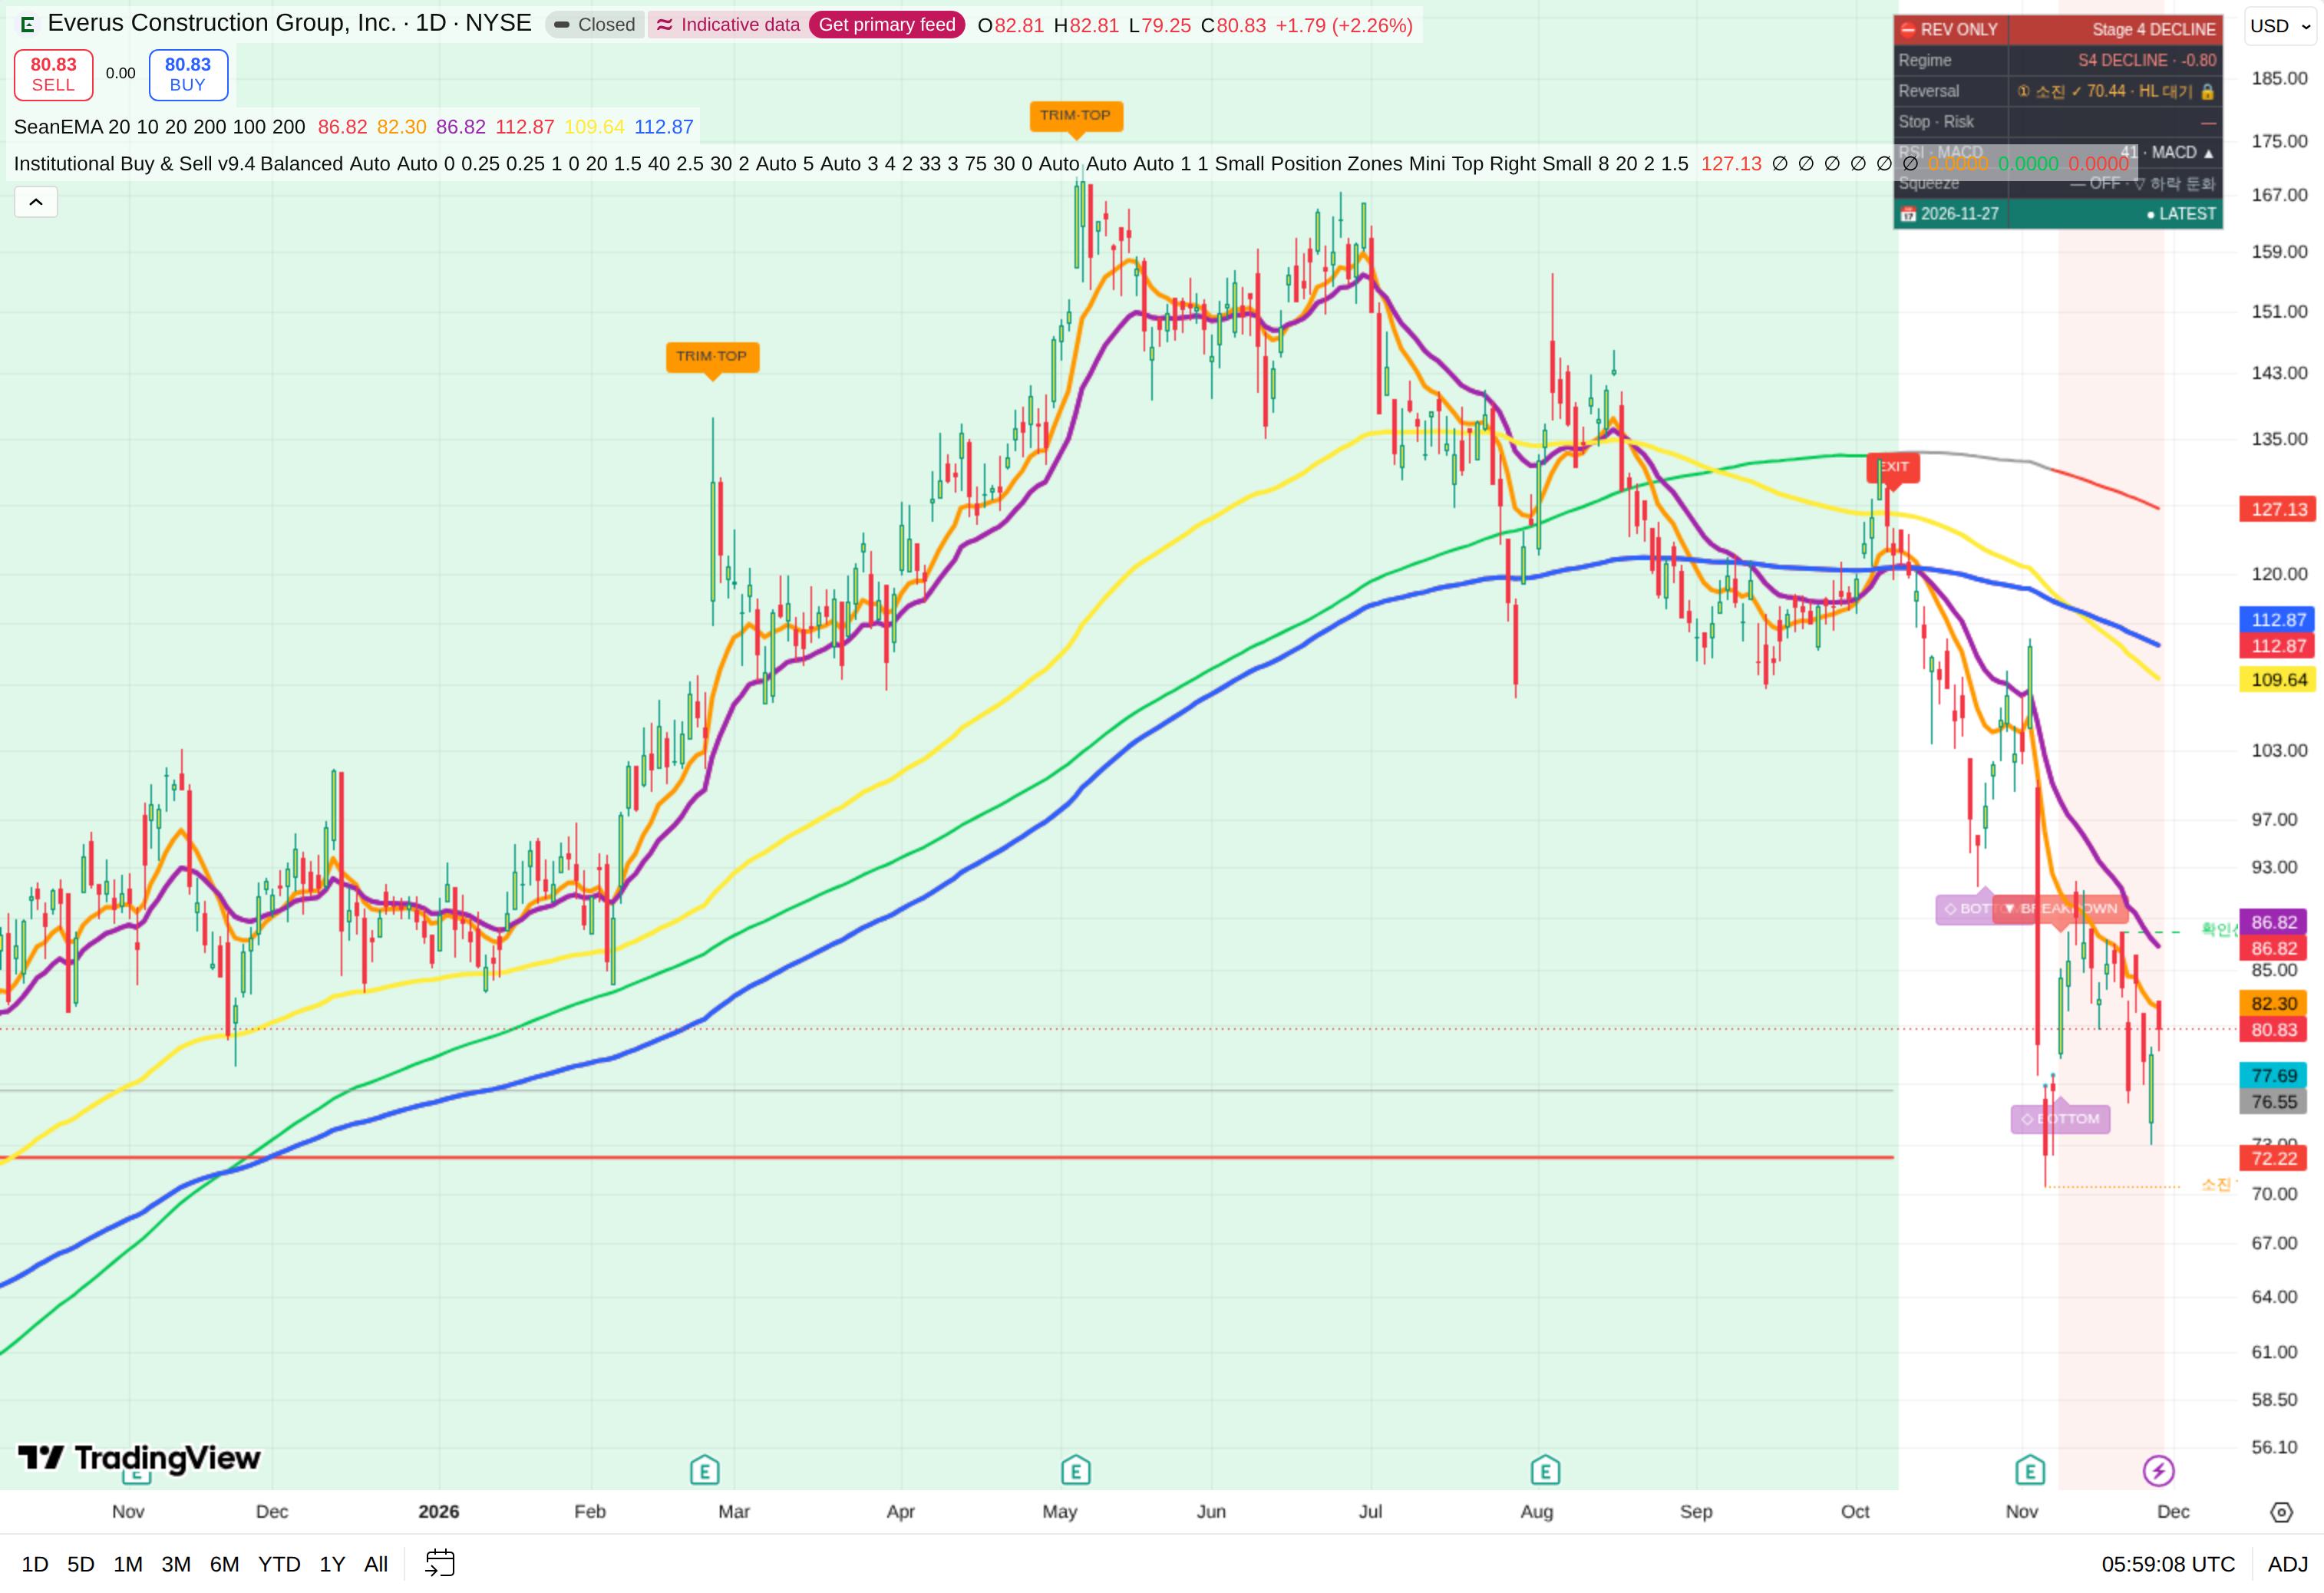 Everus Construction Group, Inc. · 1D · NYSE Closed Indicative data Get primary feed O82.81 H82.81 L79.25 C80.83 +1.79 (+2.26%)
80.83 SELL 0.00 80.83 BUY
SeanEMA 20 10 20 200 100 200 86.82 82.30 86.82 112.87 109.64 112.87
Institutional Buy & Sell v9.4 Balanced Auto Auto 0 0.25 0.25 1 0 20 1.5 40 2.5 30 2 Auto 5 Auto 3 4 2 33 3 75 30 0 Auto Auto Auto 1 1 Small Position Zones Mini Top Right Small 8 20 2 1.5 127.13 ∅ ∅ ∅ ∅ ∅ ∅ 0.0000 0.0000 0.0000
⛔ REV ONLY Stage 4 DECLINE
Regime S4 DECLINE · -0.80
Reversal ① 소진 ✓ 70.44 · HL 대기 🔒
Stop · Risk —
RSI · MACD 41 · MACD ▲
Squeeze — OFF · ▽ 하락 둔화
📅 2026-11-27 ● LATEST
USD
185.00
175.00
167.00
159.00
151.00
143.00
135.00
127.13
120.00
112.87
112.87
109.64
103.00
97.00
93.00
86.82
86.82
85.00
82.30
80.83
77.69
76.55
73.00
72.22
70.00
67.00
64.00
61.00
58.50
56.10
TRIM·TOP
TRIM·TOP
EXIT
▼ BREAKDOWN
◇ BOTTOM
소진
TradingView
E E E E E
Nov Dec 2026 Feb Mar Apr May Jun Jul Aug Sep Oct Nov Dec
1D 5D 1M 3M 6M YTD 1Y All 05:59:08 UTC ADJ